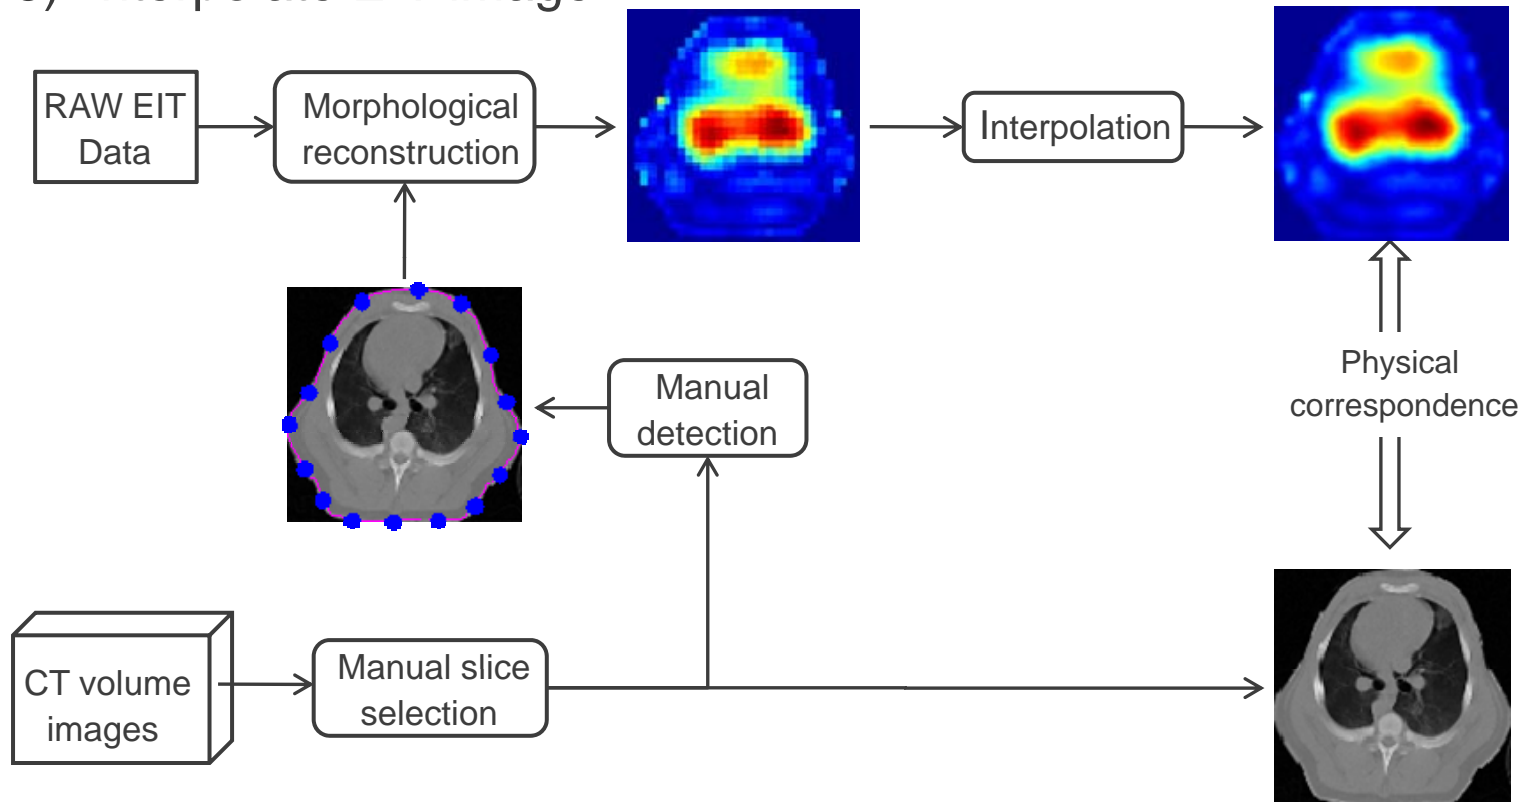 RAW EIT
Data
Morphological
reconstruction
Interpolation
Physical
correspondence
Manual
detection
CT volume
images
Manual slice
selection